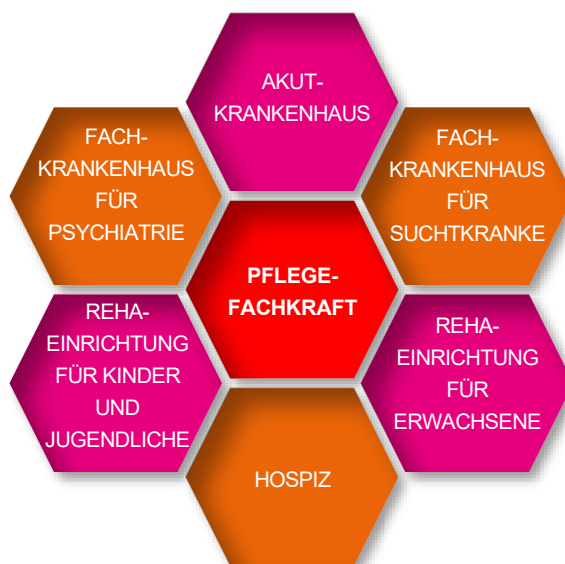 AKUT-
KRANKENHAUS
FACH-
KRANKENHAUS
FÜR
PSYCHIATRIE
FACH-
KRANKENHAUS
FÜR
SUCHTKRANKE
PFLEGE-
FACHKRAFT
REHA-
EINRICHTUNG
FÜR KINDER
UND
JUGENDLICHE
REHA-
EINRICHTUNG
FÜR
ERWACHSENE
HOSPIZ